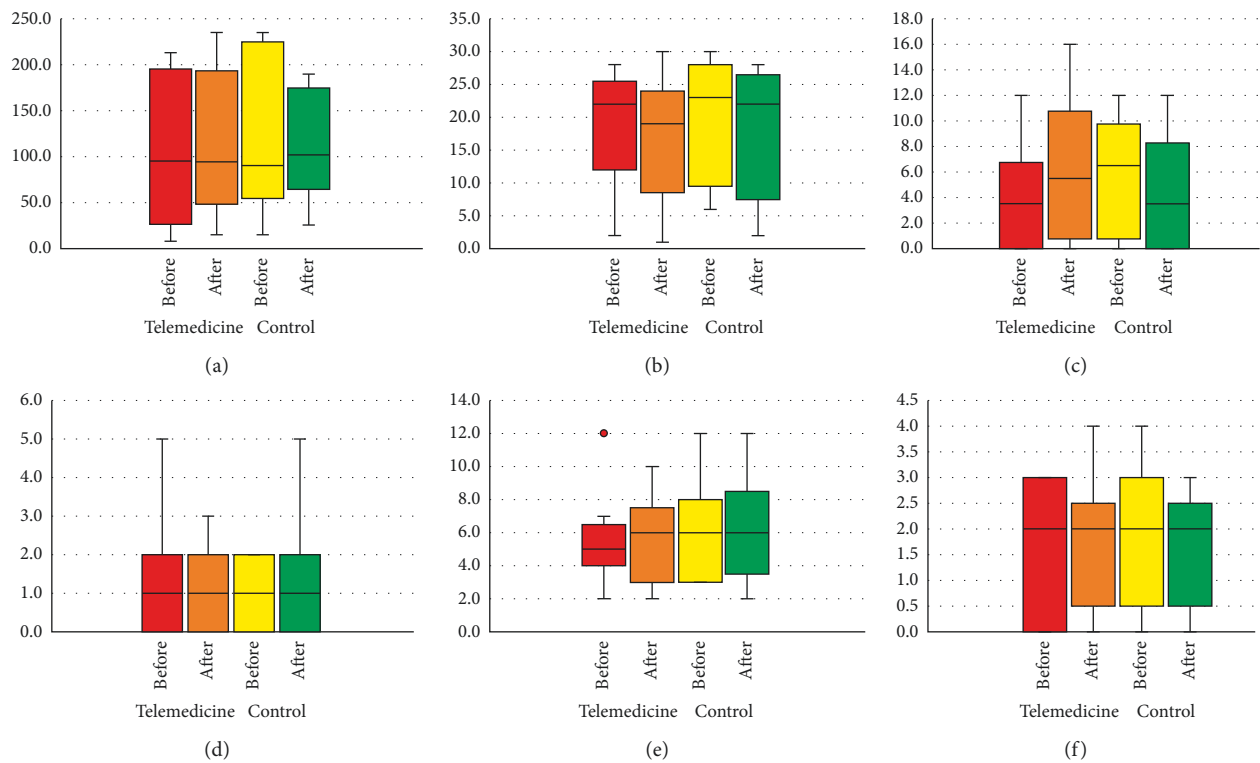 250.0
200.0
150.0
100.0
50.0
0.0
Before
After
Before
After
Telemedicine Control
(a)
35.0
30.0
25.0
20.0
15.0
10.0
5.0
0.0
Before
After
Before
After
Telemedicine Control
(b)
18.0
16.0
14.0
12.0
10.0
8.0
6.0
4.0
2.0
0.0
Before
After
Before
After
Telemedicine Control
(c)
6.0
5.0
4.0
3.0
2.0
1.0
0.0
Before
After
Before
After
Telemedicine Control
(d)
14.0
12.0
10.0
8.0
6.0
4.0
2.0
0.0
Before
After
Before
After
Telemedicine Control
(e)
4.5
4.0
3.5
3.0
2.5
2.0
1.5
1.0
0.5
0.0
Before
After
Before
After
Telemedicine Control
(f)